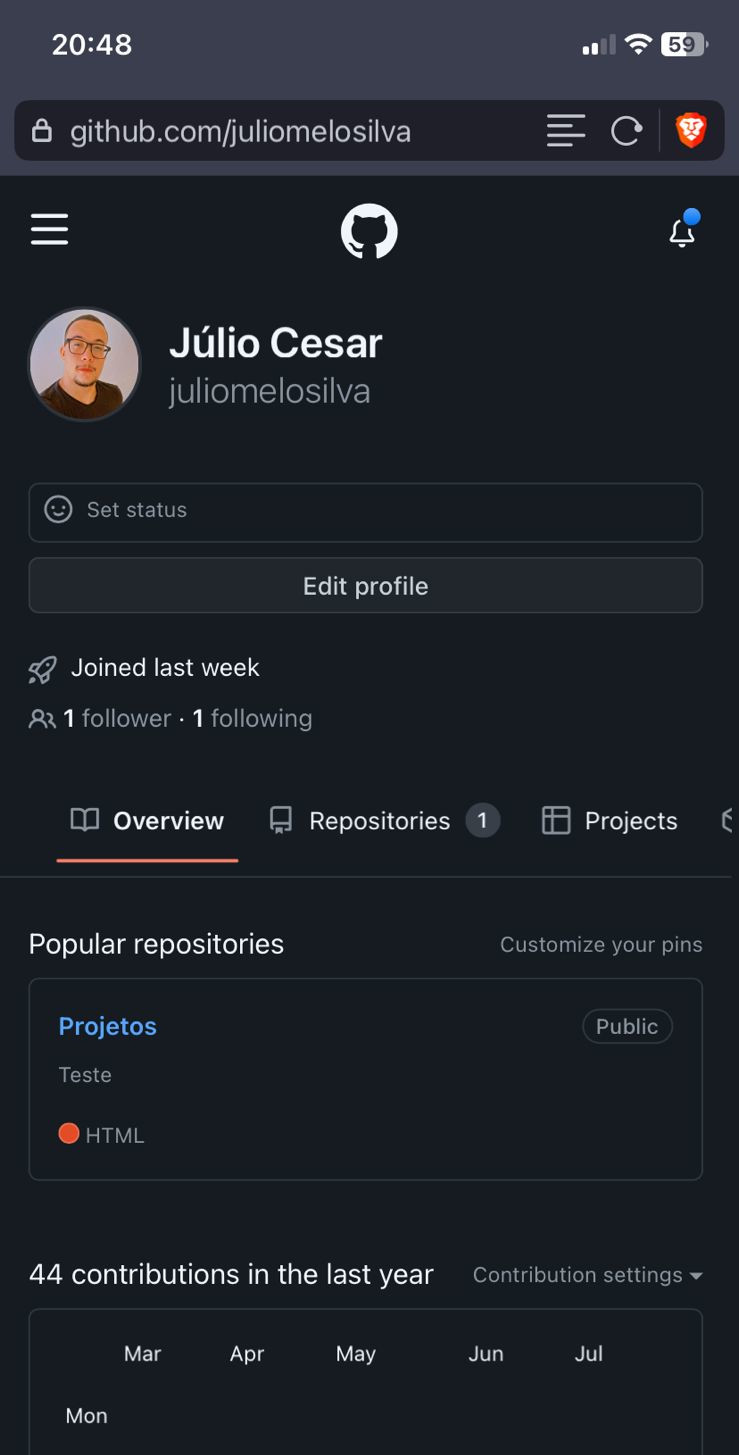 20:48
59
github.com/juliomelosilva
Júlio Cesar
juliomelosilva
Set status
Edit profile
Joined last week
1 follower · 1 following
Overview Repositories 1 Projects
Popular repositories Customize your pins
Projetos Public
Teste
HTML
44 contributions in the last year Contribution settings
Mar Apr May Jun Jul
Mon